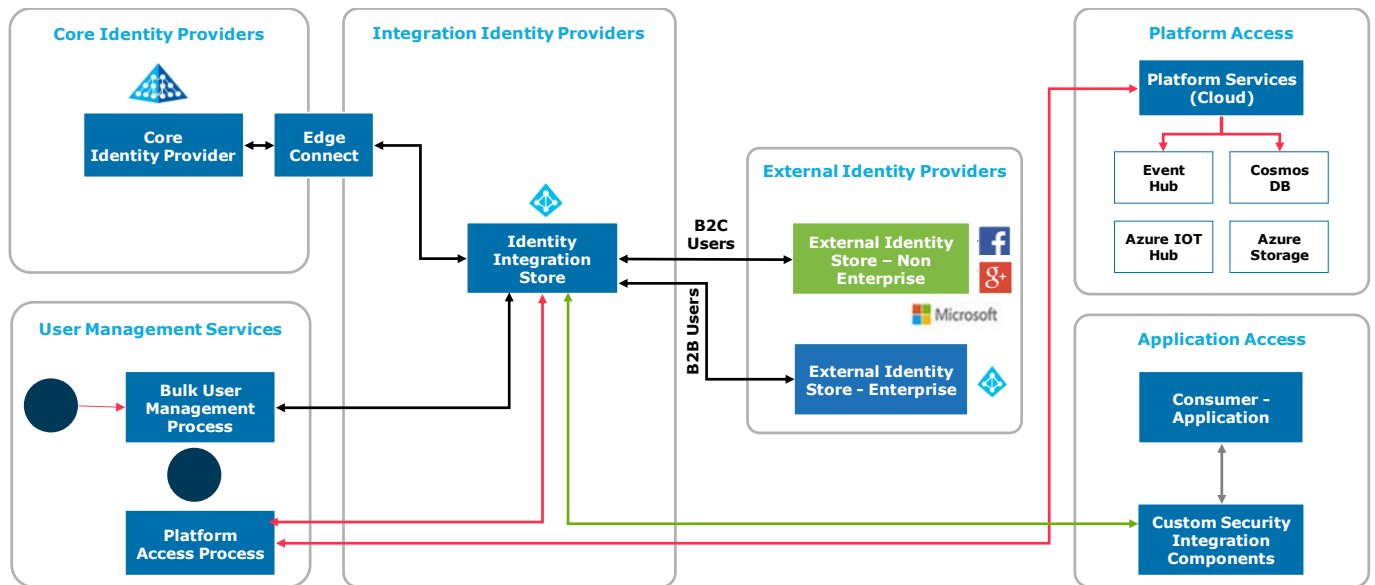 Core Identity Providers
Core
Identity Provider
Edge
Connect
Integration Identity Providers
Identity
Integration
Store
B2C
Users
B2B Users
External Identity Providers
External Identity
Store – Non
Enterprise
g+
Microsoft
External Identity
Store - Enterprise
Platform Access
Platform Services
(Cloud)
Event
Hub
Cosmos
DB
Azure IOT
Hub
Azure
Storage
User Management Services
Bulk User
Management
Process
Platform
Access Process
Application Access
Consumer -
Application
Custom Security
Integration
Components